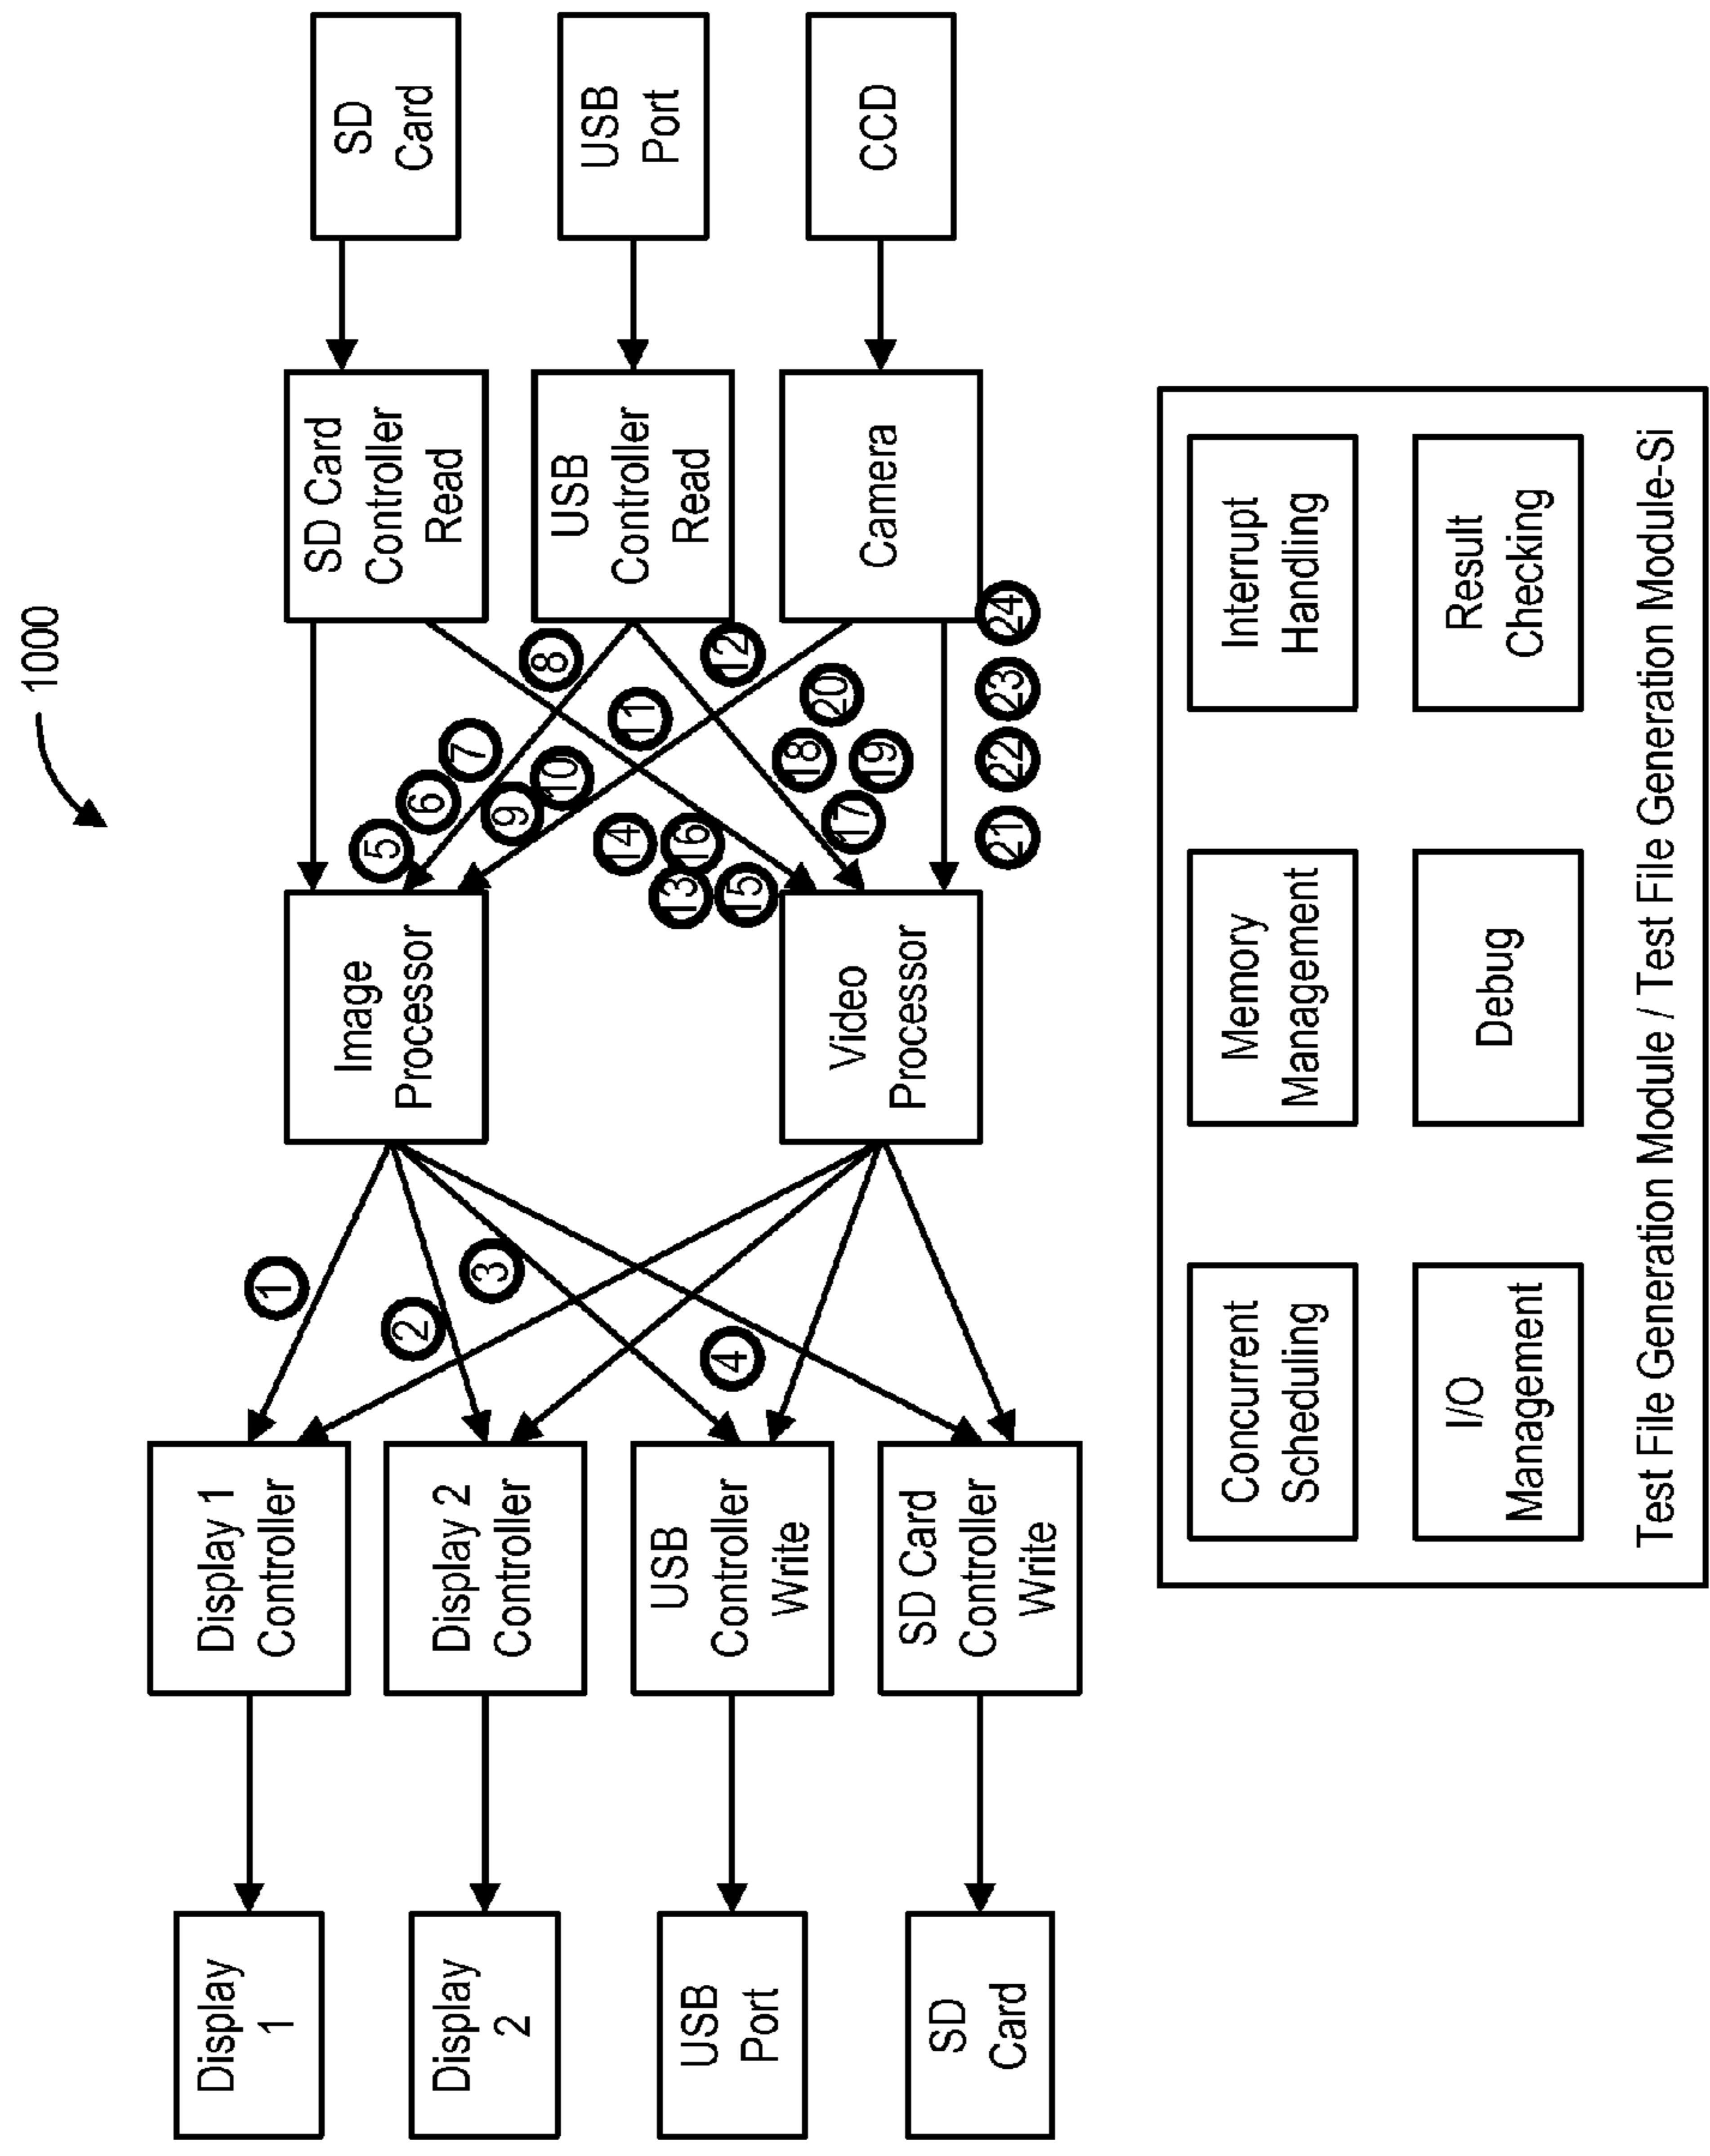 1000
Display
1
Display 1
Controller
Display
2
Display 2
Controller
USB
Port
USB
Controller
Write
SD
Card
SD Card
Controller
Write
1
2
3
4
Image
Processor
Video
Processor
5
6
7
8
9
10
11
12
13
14
15
16
17
18
19
20
21
22
23
24
SD Card
Controller
Read
USB
Controller
Read
Camera
SD
Card
USB
Port
CCD
Concurrent
Scheduling
Memory
Management
Interrupt
Handling
I/O
Management
Debug
Result
Checking
Test File Generation Module / Test File Generation Module-Si